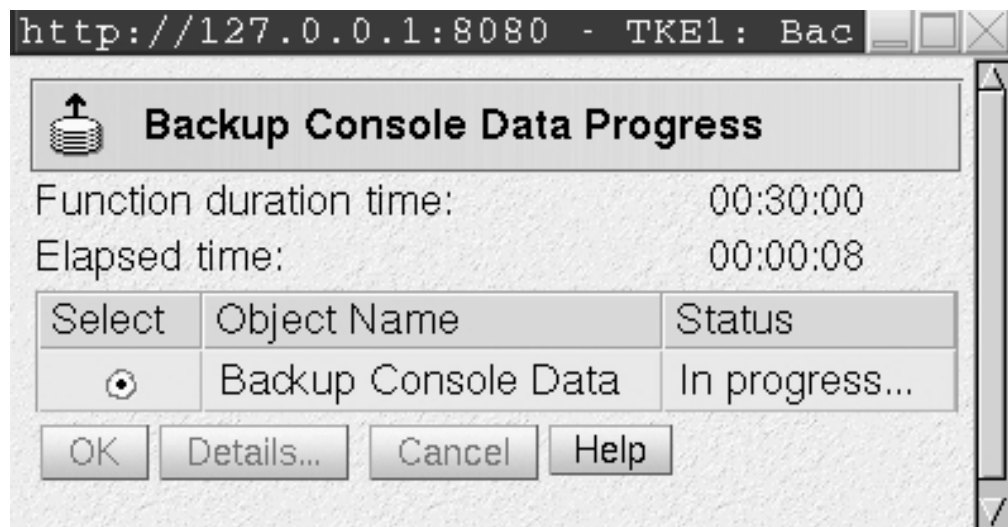 http://127.0.0.1:8080 - TKE1: Bac
Backup Console Data Progress
Function duration time: 00:30:00
Elapsed time: 00:00:08
Select Object Name Status
Backup Console Data In progress...
OK Details... Cancel Help